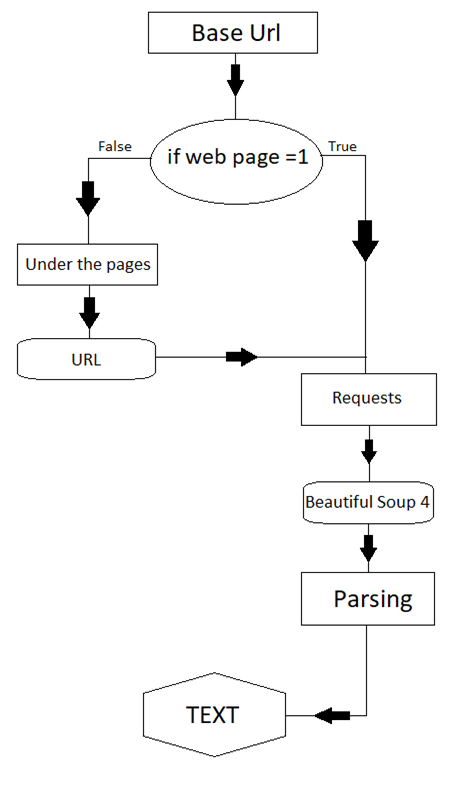 Base Url
if web page =1
False
True
Under the pages
URL
Requests
Beautiful Soup 4
Parsing
TEXT